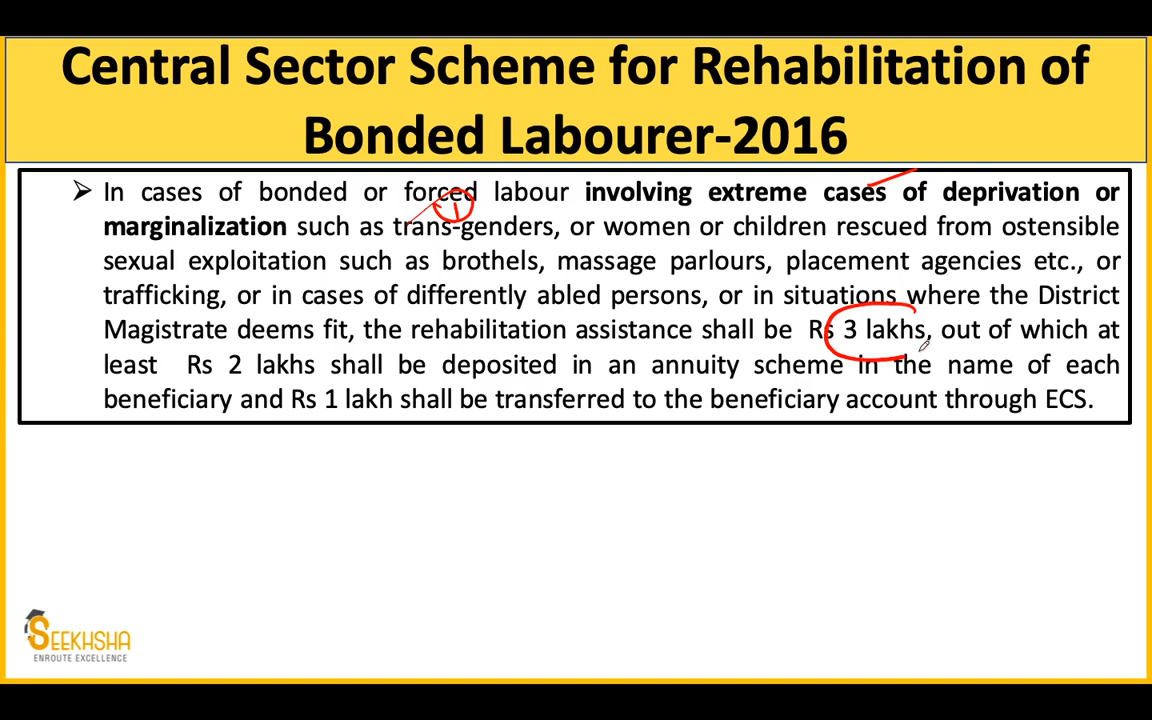 Central Sector Scheme for Rehabilitation of
Bonded Labourer-2016
➢ In cases of bonded or forced labour involving extreme cases of deprivation or
marginalization such as trans-genders, or women or children rescued from ostensible
sexual exploitation such as brothels, massage parlours, placement agencies etc., or
trafficking, or in cases of differently abled persons, or in situations where the District
Magistrate deems fit, the rehabilitation assistance shall be Rs 3 lakhs, out of which at
least Rs 2 lakhs shall be deposited in an annuity scheme in the name of each
beneficiary and Rs 1 lakh shall be transferred to the beneficiary account through ECS.
1
SEEKHSHA
ENROUTE EXCELLENCE